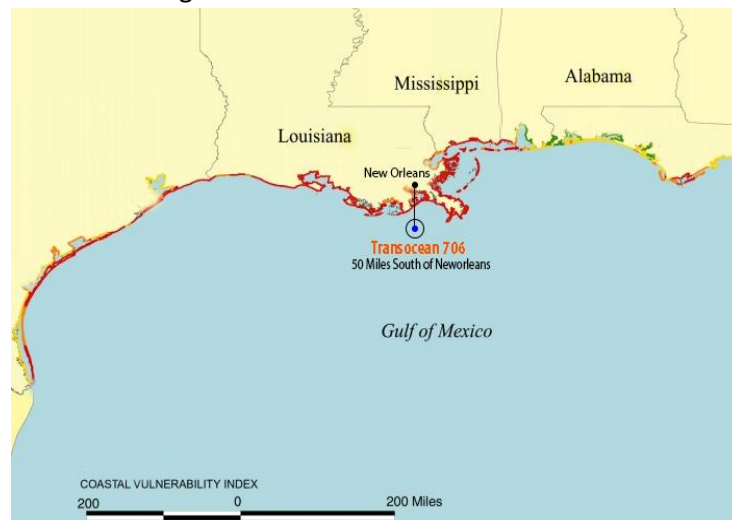 Mississippi
Alabama
Louisiana
New Orleans
Transocean 706
50 Miles South of Neworleans
Gulf of Mexico
COASTAL VULNERABILITY INDEX
200 0 200 Miles